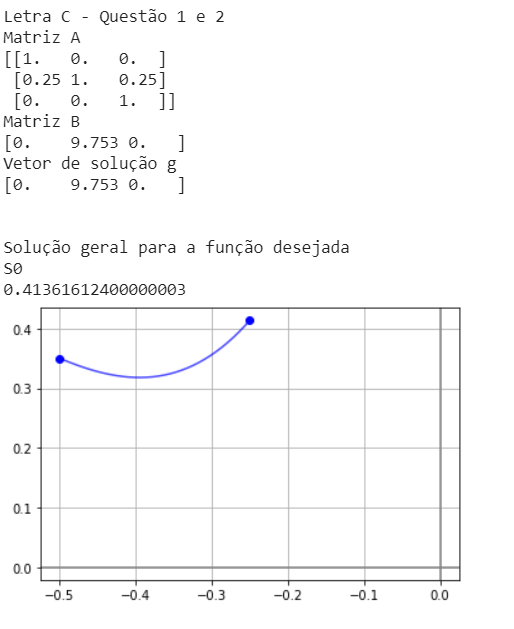 Letra C - Questão 1 e 2
Matriz A
[[1.   0.   0.  ]
 [0.25 1.   0.25]
 [0.   0.   1.  ]]
Matriz B
[0.    9.753 0.   ]
Vetor de solução g
[0.    9.753 0.   ]
Solução geral para a função desejada
S0
0.41361612400000003
0.4
0.3
0.2
0.1
0.0
−0.5 −0.4 −0.3 −0.2 −0.1 0.0